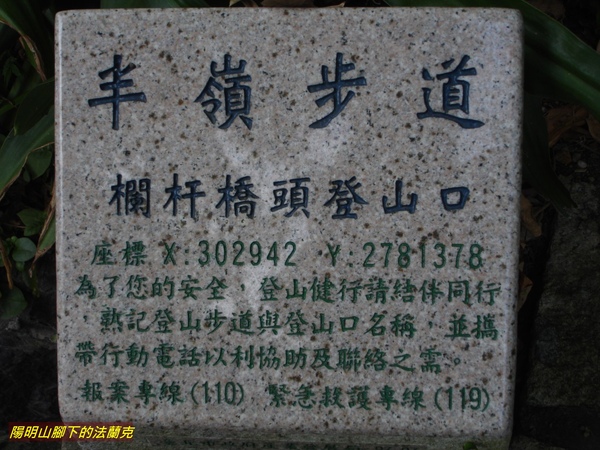 半嶺步道
欄杆橋頭登山口
座標 X:302942 Y:2781378
為了您的安全，登山健行請結伴同行
，熟記登山步道與登山口名稱，並攜
帶行動電話以利協助及聯絡之需。
報案專線(110) 緊急救護專線(119)
陽明山腳下的法蘭克